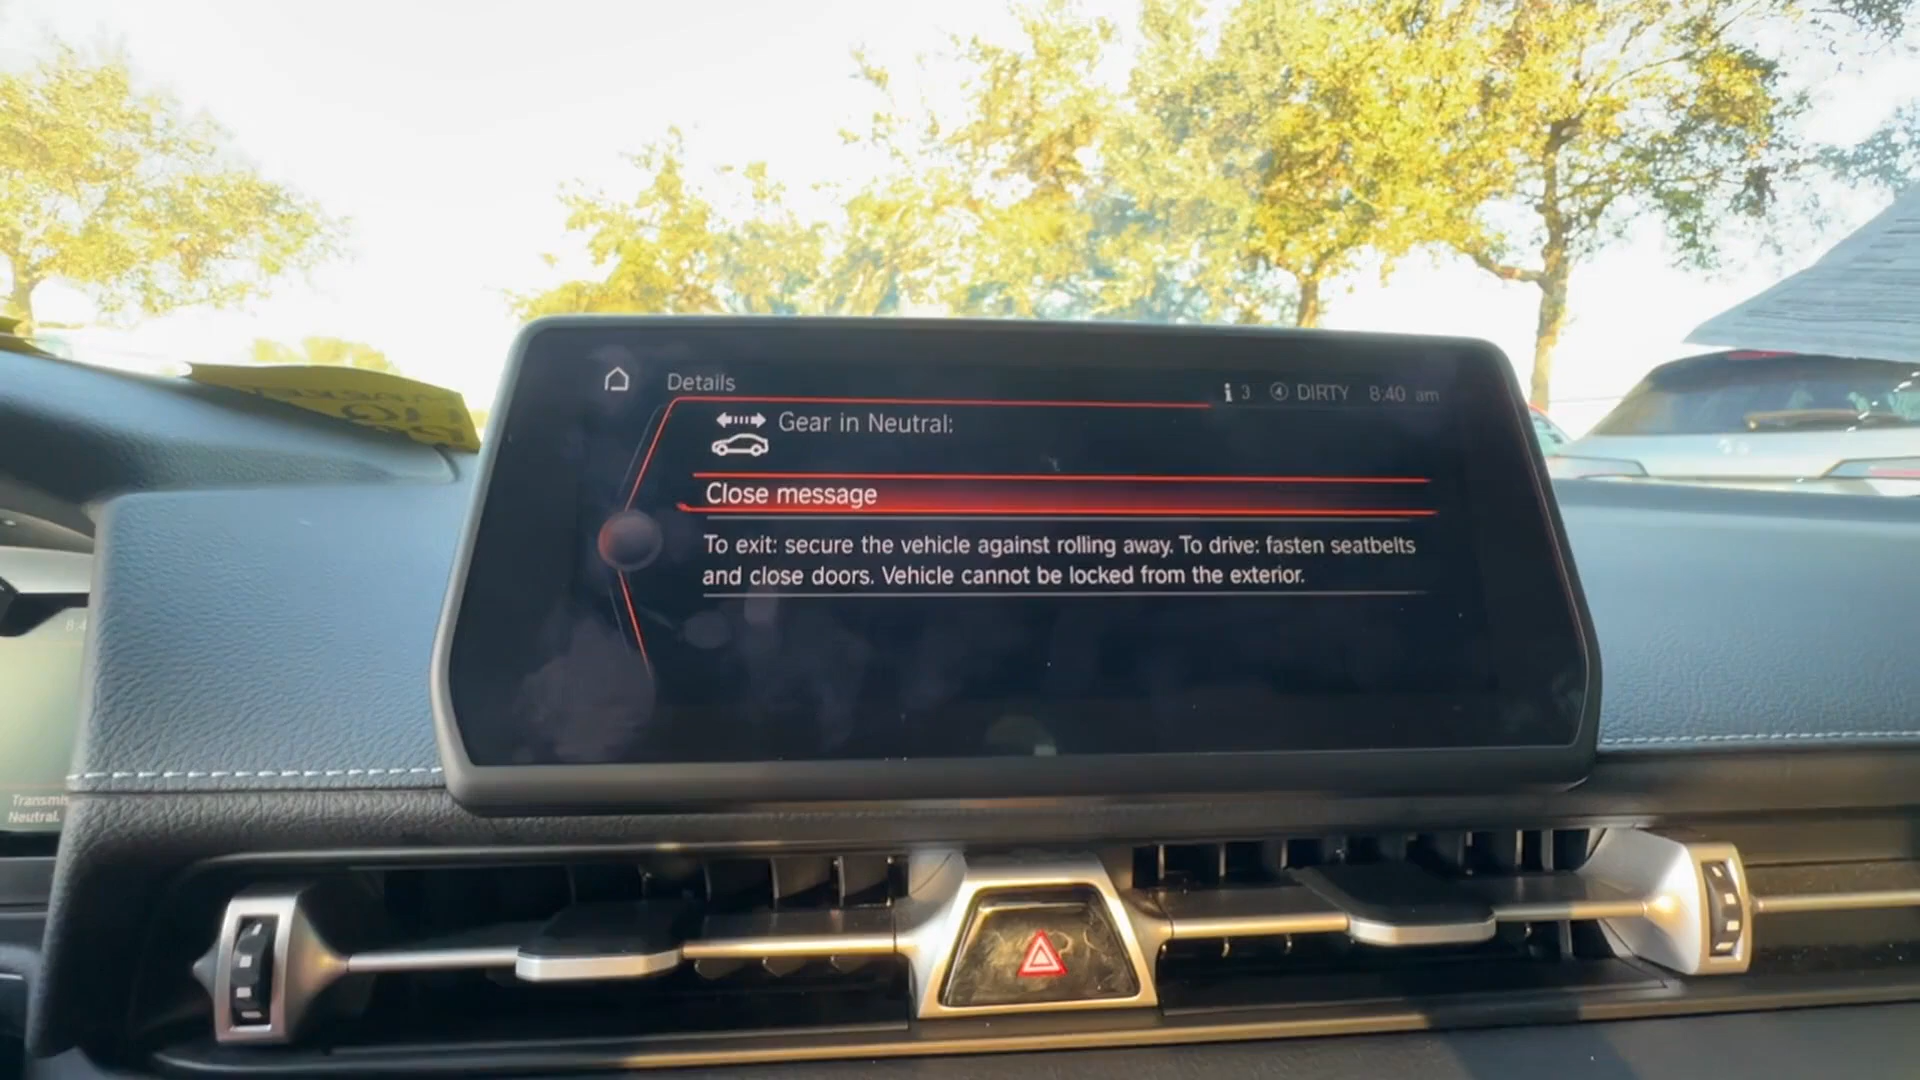 Details
3 4 DIRTY 8:40 am
Gear in Neutral:
Close message
To exit: secure the vehicle against rolling away. To drive: fasten seatbelts
and close doors. Vehicle cannot be locked from the exterior.
Neutral.